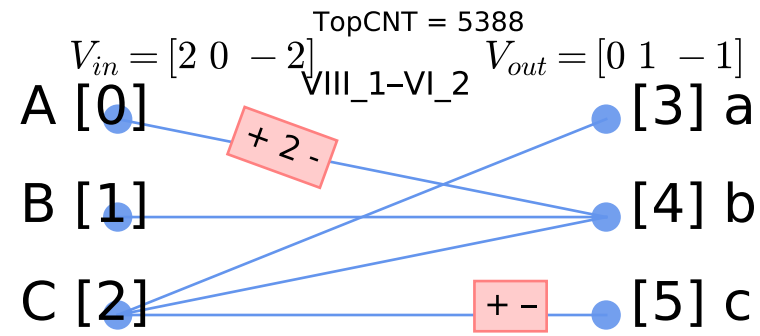 TopCNT = 5388
V_in = [2 0 −2]
V_out = [0 1 −1]
VIII_1–VI_2
A [0]
[3] a
+ 2 -
B [1]
[4] b
C [2]
+ –
[5] c